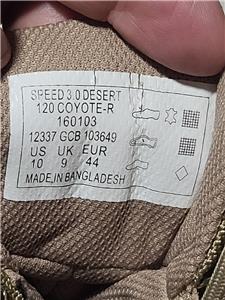 SPEED 3.0 DESERT
120 COYOTE-R
160103
12337 GCB 103649
US UK EUR
10 9 44
MADE IN BANGLADESH